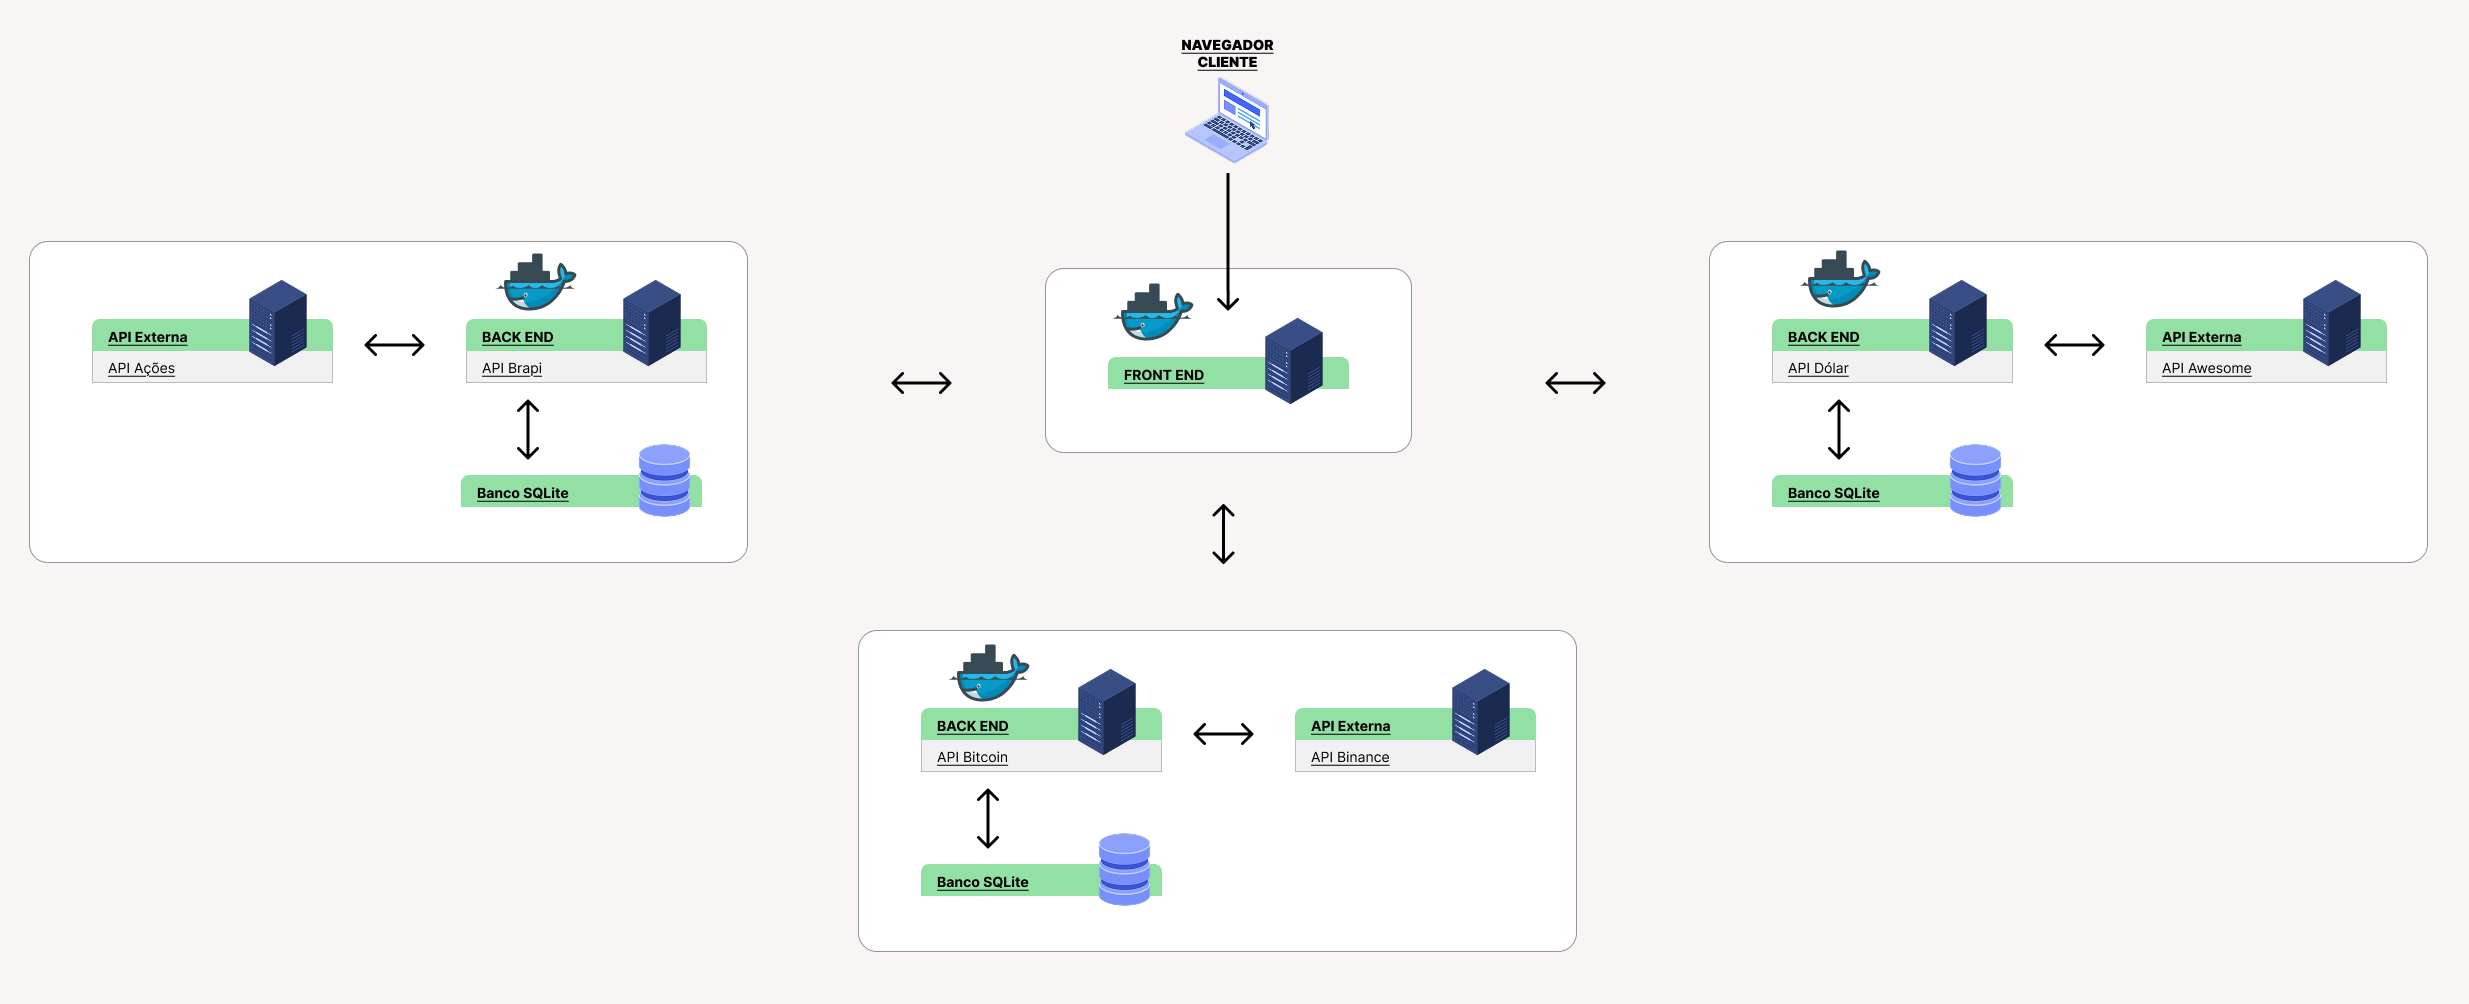 NAVEGADOR
CLIENTE
API Externa
API Ações
BACK END
API Brapi
Banco SQLite
FRONT END
BACK END
API Dólar
API Externa
API Awesome
Banco SQLite
BACK END
API Bitcoin
API Externa
API Binance
Banco SQLite